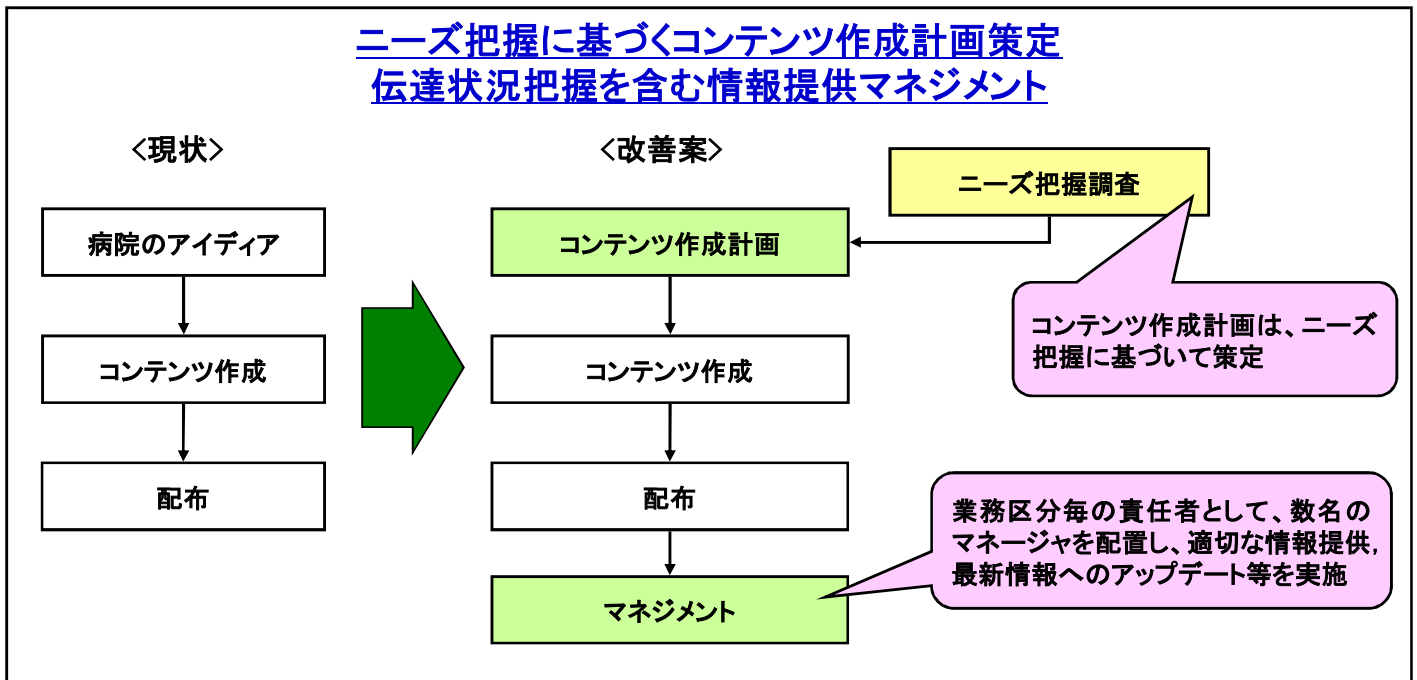 ニーズ把握に基づくコンテンツ作成計画策定
伝達状況把握を含む情報提供マネジメント
<現状>
病院のアイディア
コンテンツ作成
配布
<改善案>
ニーズ把握調査
コンテンツ作成計画
コンテンツ作成
配布
マネジメント
コンテンツ作成計画は、ニーズ
把握に基づいて策定
業務区分毎の責任者として、数名の
マネージャを配置し、適切な情報提供,
最新情報へのアップデート等を実施